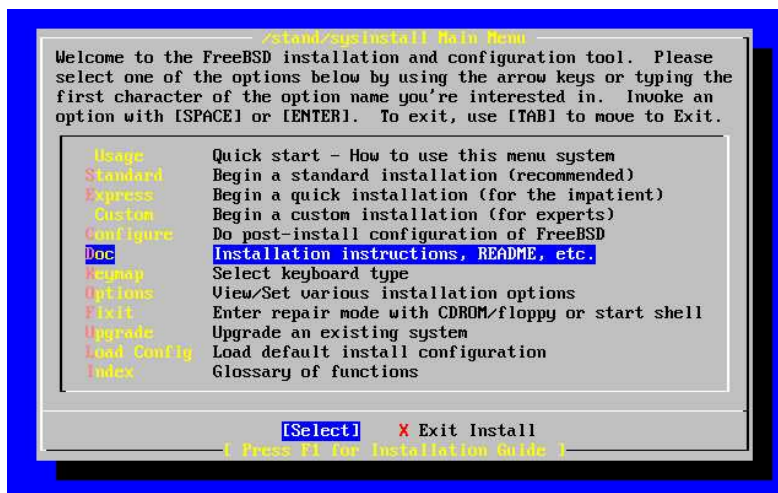 /stand/sysinstall Main Menu
Welcome to the FreeBSD installation and configuration tool. Please
select one of the options below by using the arrow keys or typing the
first character of the option name you're interested in. Invoke an
option with [SPACE] or [ENTER]. To exit, use [TAB] to move to Exit.
Usage Quick start - How to use this menu system
Standard Begin a standard installation (recommended)
Express Begin a quick installation (for the impatient)
Custom Begin a custom installation (for experts)
Configure Do post-install configuration of FreeBSD
Doc Installation instructions, README, etc.
Keymap Select keyboard type
Options View/Set various installation options
Fixit Enter repair mode with CDROM/floppy or start shell
Upgrade Upgrade an existing system
Load Config Load default install configuration
Index Glossary of functions
[Select] X Exit Install
[ Press F1 for Installation Guide ]